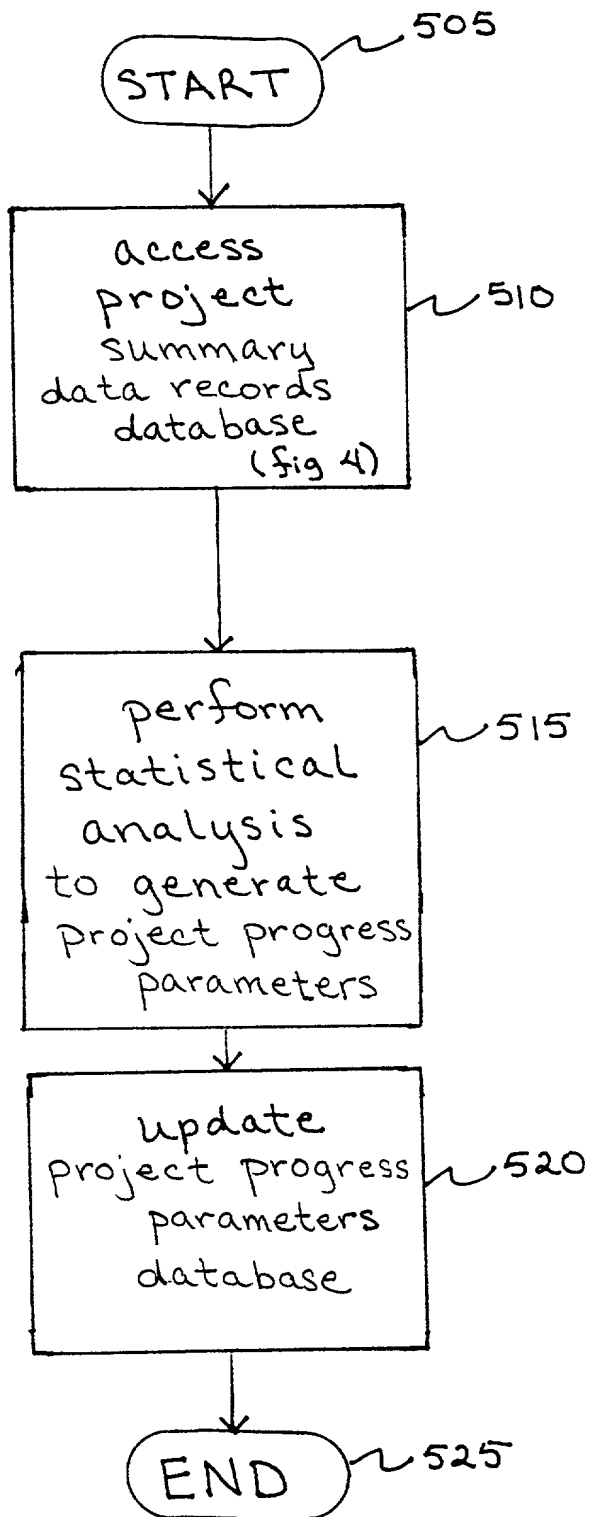 505
START
access
project
summary
data records
database
(fig 4)
510
perform
statistical
analysis
to generate
project progress
parameters
515
update
project progress
parameters
database
520
END
525